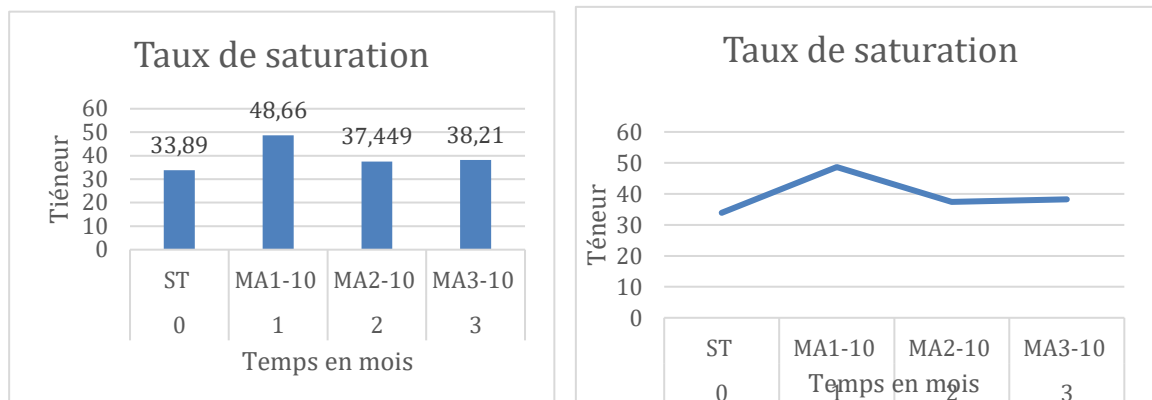 Taux de saturation
Tiéneur
60
50
40
30
20
10
0
33,89
48,66
37,449
38,21
ST MA1-10 MA2-10 MA3-10
0 1 2 3
Temps en mois
Taux de saturation
Téneur
60
50
40
30
20
10
0
ST MA1-10 MA2-10 MA3-10
0 1 2 3
Temps en mois